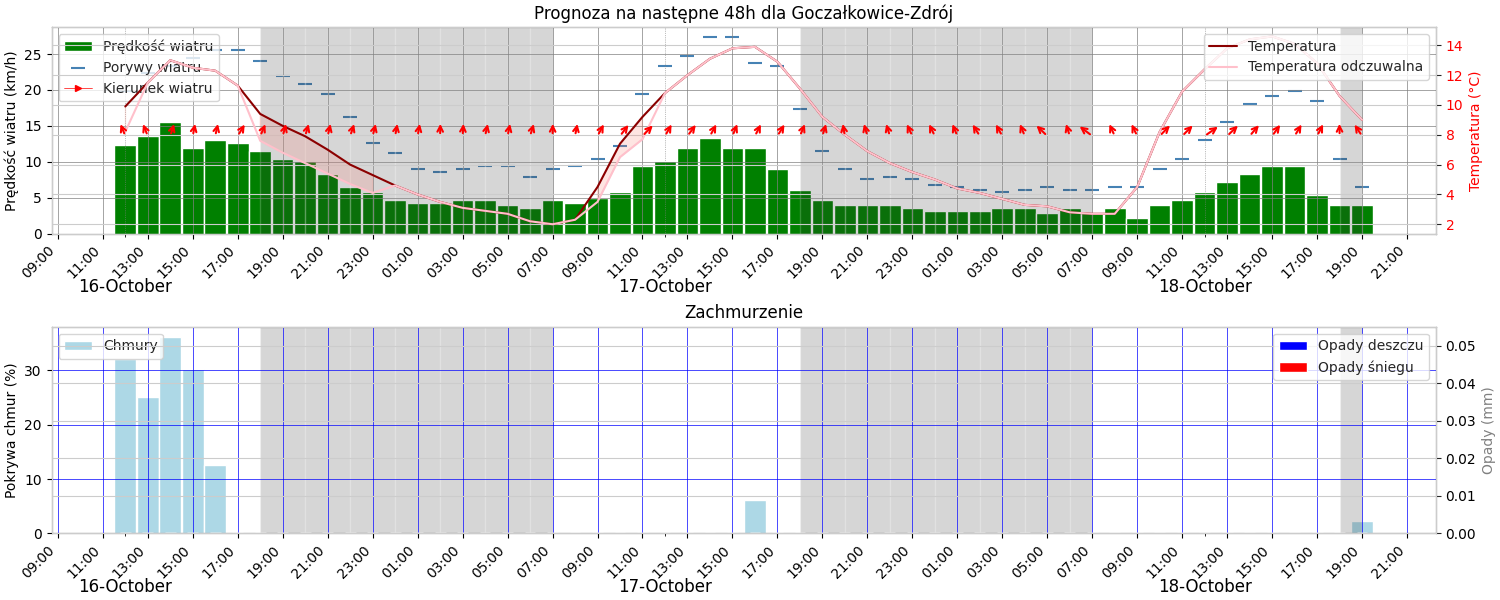 Prognoza na następne 48h dla Goczałkowice-Zdrój
Prędkość wiatru
Porywy wiatru
Kierunek wiatru
Temperatura
Temperatura odczuwalna
Prędkość wiatru (km/h)
0
5
10
15
20
25
Temperatura (°C)
2
4
6
8
10
12
14
09:00 11:00 13:00 15:00 17:00 19:00 21:00 23:00 01:00 03:00 05:00 07:00 09:00 11:00 13:00 15:00 17:00 19:00 21:00 23:00 01:00 03:00 05:00 07:00 09:00 11:00 13:00 15:00 17:00 19:00 21:00
16-October 17-October 18-October
Zachmurzenie
Chmury
Opady deszczu
Opady śniegu
Pokrywa chmur (%)
0
10
20
30
Opady (mm)
0.00
0.01
0.02
0.03
0.04
0.05
09:00 11:00 13:00 15:00 17:00 19:00 21:00 23:00 01:00 03:00 05:00 07:00 09:00 11:00 13:00 15:00 17:00 19:00 21:00 23:00 01:00 03:00 05:00 07:00 09:00 11:00 13:00 15:00 17:00 19:00 21:00
16-October 17-October 18-October